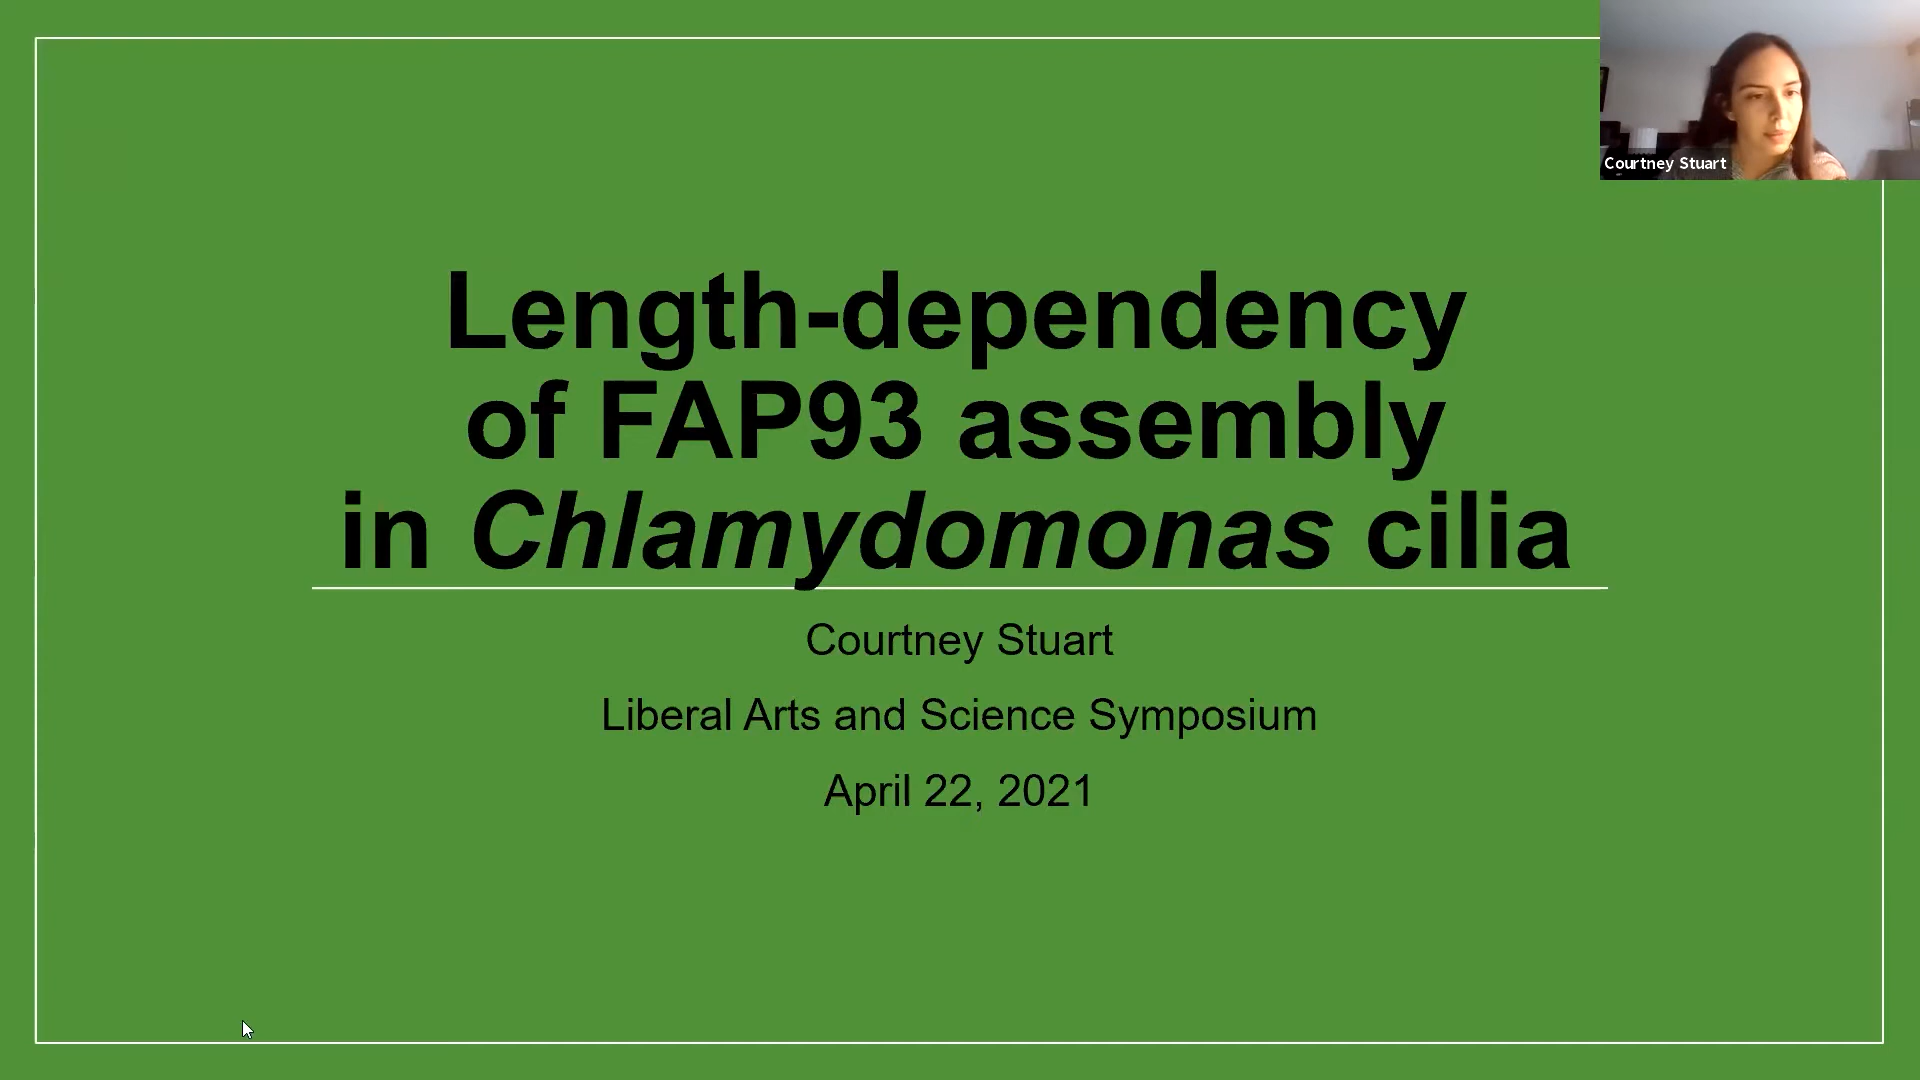 Courtney Stuart
Length-dependency
of FAP93 assembly
in Chlamydomonas cilia
Courtney Stuart
Liberal Arts and Science Symposium
April 22, 2021